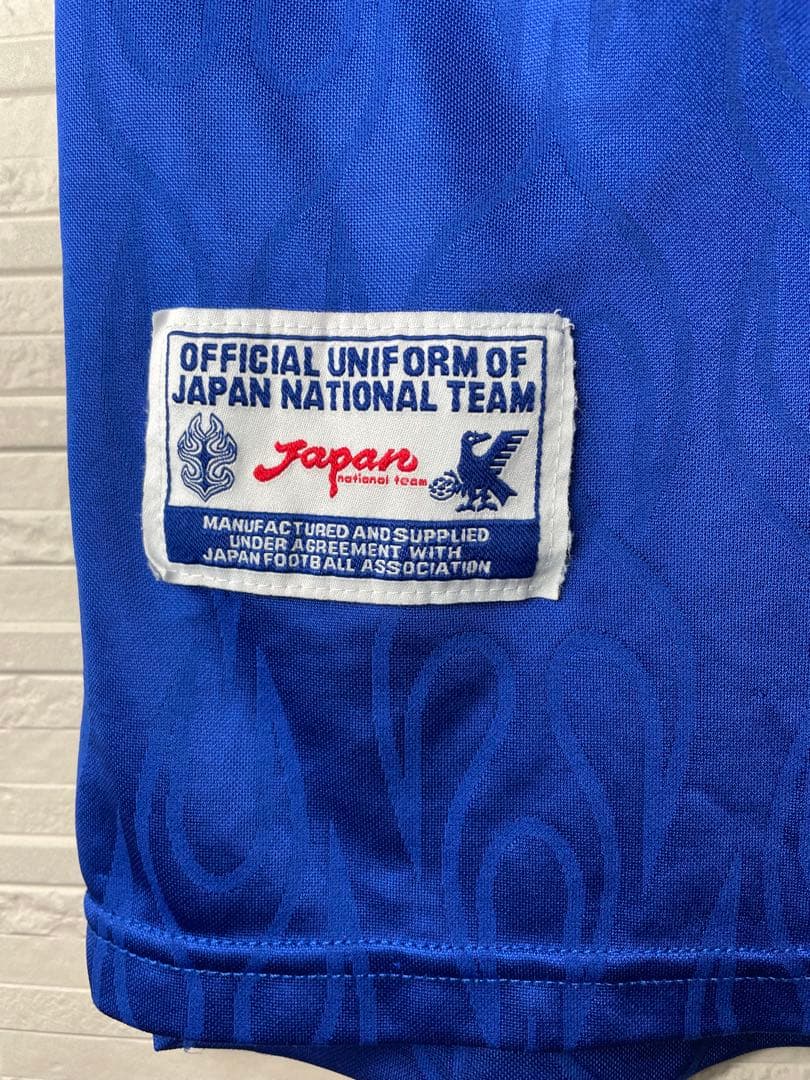 OFFICIAL UNIFORM OF
JAPAN NATIONAL TEAM
Japan
national team
MANUFACTURED AND SUPPLIED
UNDER AGREEMENT WITH
JAPAN FOOTBALL ASSOCIATION